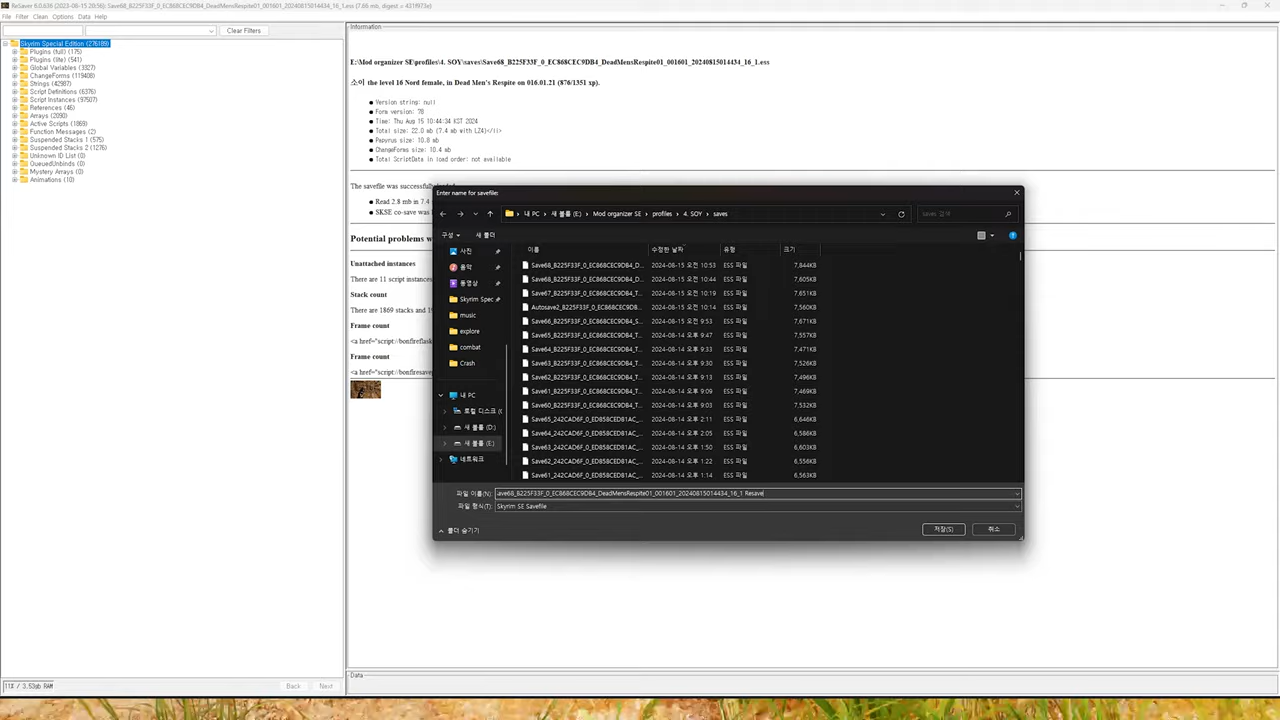 ReSaver 6.0.636 (2023-08-15 20:56): Save68_B225F33F_0_EC868CEC9DB4_DeadMensRespite01_001601_20240815014434_16_1.ess (7.66 mb, digest = 431f973e)
File Filter Clean Options Data Help
Clear Filters
Skyrim Special Edition (276189)
Plugins (full) (175)
Plugins (lite) (541)
Global Variables (3327)
ChangeForms (119408)
Strings (42987)
Script Definitions (6376)
Script Instances (97507)
References (46)
Arrays (2090)
Active Scripts (1869)
Function Messages (2)
Suspended Stacks 1 (575)
Suspended Stacks 2 (1276)
Unknown ID List (0)
QueuedUnbinds (0)
Mystery Arrays (0)
Animations (10)
11% / 3.53gb RAM
Back Next
Information
E:\Mod organizer SE\profiles\4. SOY\saves\Save68_B225F33F_0_EC868CEC9DB4_DeadMensRespite01_001601_20240815014434_16_1.ess
소이 the level 16 Nord female, in Dead Men's Respite on 016.01.21 (876/1351 xp).
Version string: null
Form version: 78
Time: Thu Aug 15 10:44:34 KST 2024
Total size: 22.0 mb (7.4 mb with LZ4)</li>
Papyrus size: 10.8 mb
ChangeForms size: 10.4 mb
Total ScriptData in load order: not available
The savefile was successfully
Read 2.8 mb in 7.4
SKSE co-save was
Potential problems w
Unattached instances
There are 11 script instances
Stack count
There are 1869 stacks and 1
Frame count
<a href="script://bonfireflask
Frame count
<a href="script://bonfiresave
Data
Enter name for savefile:
내 PC 새 볼륨 (E:) Mod organizer SE profiles 4. SOY saves
saves 검색
구성 새 폴더
사진
음악
동영상
Skyrim Spec
music
explore
combat
Crash
내 PC
로컬 디스크 (
새 볼륨 (D:)
새 볼륨 (E:)
네트워크
이름 수정한 날짜 유형 크기
Save68_B225F33F_0_EC868CEC9DB4_D... 2024-08-15 오전 10:53 ESS 파일 7,844KB
Save68_B225F33F_0_EC868CEC9DB4_D... 2024-08-15 오전 10:44 ESS 파일 7,605KB
Save67_B225F33F_0_EC868CEC9DB4_T... 2024-08-15 오전 10:19 ESS 파일 7,651KB
Autosave2_B225F33F_0_EC868CEC9DB... 2024-08-15 오전 10:14 ESS 파일 7,560KB
Save66_B225F33F_0_EC868CEC9DB4_S... 2024-08-14 오후 9:53 ESS 파일 7,671KB
Save65_B225F33F_0_EC868CEC9DB4_T... 2024-08-14 오후 9:47 ESS 파일 7,557KB
Save64_B225F33F_0_EC868CEC9DB4_T... 2024-08-14 오후 9:33 ESS 파일 7,471KB
Save63_B225F33F_0_EC868CEC9DB4_T... 2024-08-14 오후 9:30 ESS 파일 7,526KB
Save62_B225F33F_0_EC868CEC9DB4_T... 2024-08-14 오후 9:13 ESS 파일 7,496KB
Save61_B225F33F_0_EC868CEC9DB4_T... 2024-08-14 오후 9:09 ESS 파일 7,469KB
Save60_B225F33F_0_EC868CEC9DB4_T... 2024-08-14 오후 9:03 ESS 파일 7,532KB
Save65_242CAD6F_0_ED858CED81AC_... 2024-08-14 오후 2:11 ESS 파일 6,646KB
Save64_242CAD6F_0_ED858CED81AC_... 2024-08-14 오후 2:05 ESS 파일 6,586KB
Save63_242CAD6F_0_ED858CED81AC_... 2024-08-14 오후 1:50 ESS 파일 6,603KB
Save62_242CAD6F_0_ED858CED81AC_... 2024-08-14 오후 1:22 ESS 파일 6,556KB
Save61_242CAD6F_0_ED858CED81AC_... 2024-08-14 오후 1:14 ESS 파일 6,563KB
파일 이름(N): ave68_B225F33F_0_EC868CEC9DB4_DeadMensRespite01_001601_20240815014434_16_1 Resave
파일 형식(T): Skyrim SE Savefile
폴더 숨기기
저장(S) 취소